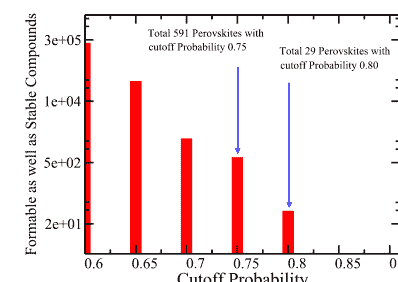 Total 591 Perovskites with
cutoff Probability 0.75
Total 29 Perovskites with
cutoff Probability 0.80
Formable as well as Stable Compounds
3e+05
1e+04
5e+02
2e+01
0.6 0.65 0.7 0.75 0.8 0.85 0
Cutoff Probability